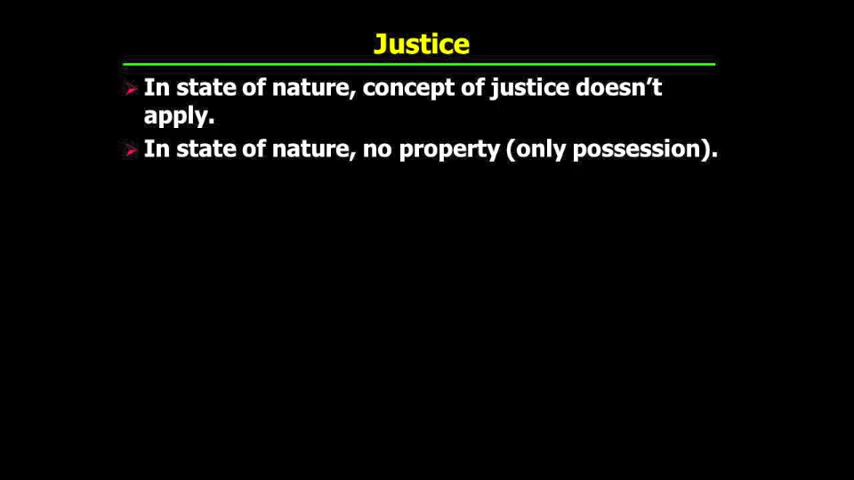 Justice
In state of nature, concept of justice doesn’t
apply.
In state of nature, no property (only possession).